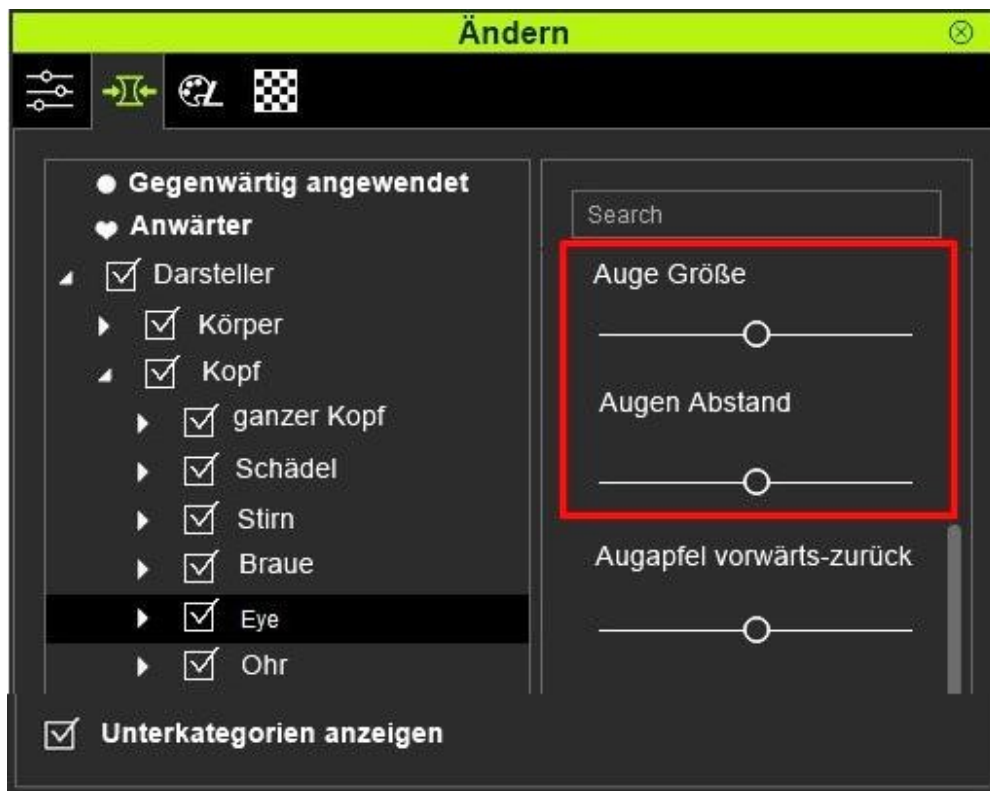 Ändern
Gegenwärtig angewendet
Anwärter
Darsteller
Körper
Kopf
ganzer Kopf
Schädel
Stirn
Braue
Eye
Ohr
Unterkategorien anzeigen
Search
Auge Größe
Augen Abstand
Augapfel vorwärts-zurück